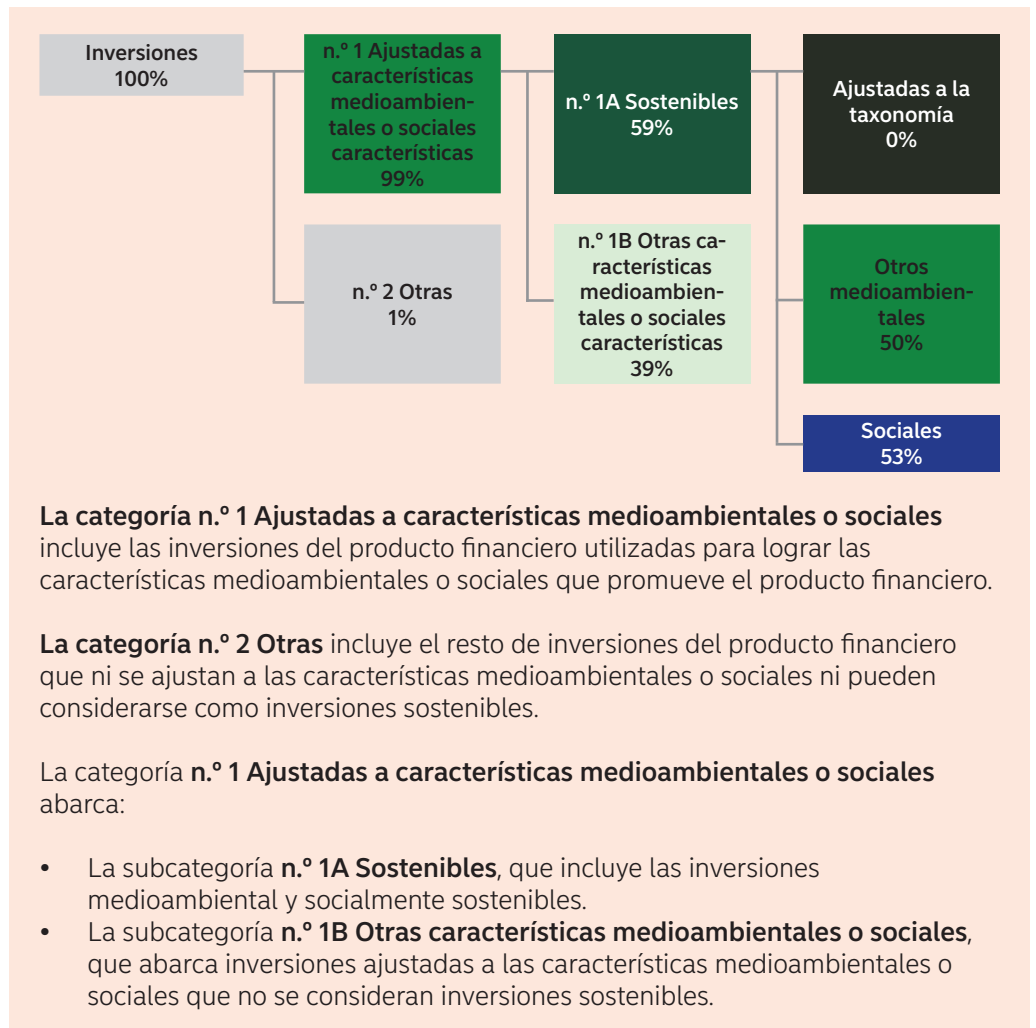 Inversiones
100%
n.º 1 Ajustadas a
características
medioambien-
tales o sociales
características
99%
n.º 1A Sostenibles
59%
Ajustadas a la
taxonomía
0%
n.º 2 Otras
1%
n.º 1B Otras ca-
racterísticas
medioambien-
tales o sociales
características
39%
Otros
medioambien-
tales
50%
Sociales
53%
La categoría n.º 1 Ajustadas a características medioambientales o sociales
incluye las inversiones del producto financiero utilizadas para lograr las
características medioambientales o sociales que promueve el producto financiero.
La categoría n.º 2 Otras incluye el resto de inversiones del producto financiero
que ni se ajustan a las características medioambientales o sociales ni pueden
considerarse como inversiones sostenibles.
La categoría n.º 1 Ajustadas a características medioambientales o sociales
abarca:
• La subcategoría n.º 1A Sostenibles, que incluye las inversiones
medioambiental y socialmente sostenibles.
• La subcategoría n.º 1B Otras características medioambientales o sociales,
que abarca inversiones ajustadas a las características medioambientales o
sociales que no se consideran inversiones sostenibles.